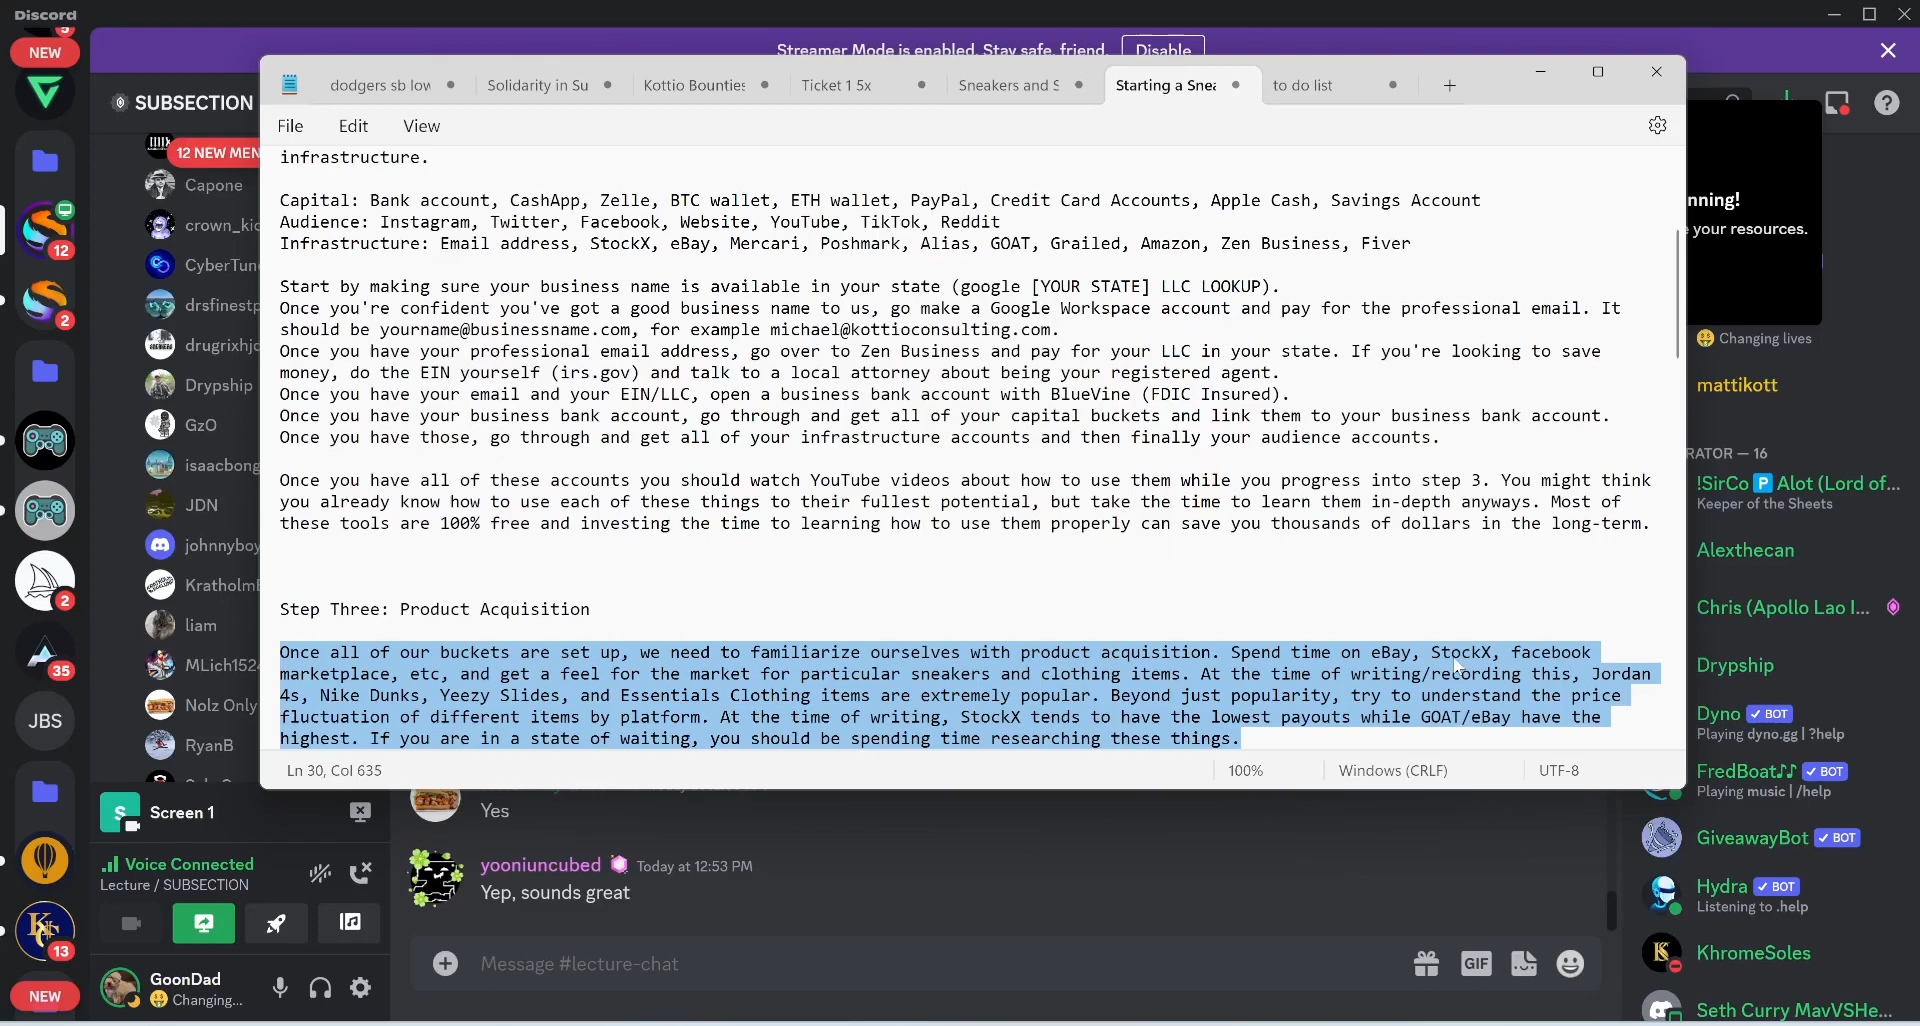 Discord
Streamer Mode is enabled. Stay safe, friend.
Disable
NEW
SUBSECTION
12 NEW MEN
Capone
crown_kic
CyberTun
drsfinestp
drugrixhjc
Drypship
GzO
isaacbong
JDN
johnnyboy
KratholmE
liam
MLich152
Nolz Only
RyanB
12
2
2
35
JBS
13
NEW
dodgers sb low
Solidarity in Su
Kottio Bounties
Ticket 1 5x
Sneakers and S
Starting a Snea
to do list
File
Edit
View
infrastructure.
Capital: Bank account, CashApp, Zelle, BTC wallet, ETH wallet, PayPal, Credit Card Accounts, Apple Cash, Savings Account
Audience: Instagram, Twitter, Facebook, Website, YouTube, TikTok, Reddit
Infrastructure: Email address, StockX, eBay, Mercari, Poshmark, Alias, GOAT, Grailed, Amazon, Zen Business, Fiver
Start by making sure your business name is available in your state (google [YOUR STATE] LLC LOOKUP).
Once you're confident you've got a good business name to us, go make a Google Workspace account and pay for the professional email. It
should be yourname@businessname.com, for example michael@kottioconsulting.com.
Once you have your professional email address, go over to Zen Business and pay for your LLC in your state. If you're looking to save
money, do the EIN yourself (irs.gov) and talk to a local attorney about being your registered agent.
Once you have your email and your EIN/LLC, open a business bank account with BlueVine (FDIC Insured).
Once you have your business bank account, go through and get all of your capital buckets and link them to your business bank account.
Once you have those, go through and get all of your infrastructure accounts and then finally your audience accounts.
Once you have all of these accounts you should watch YouTube videos about how to use them while you progress into step 3. You might think
you already know how to use each of these things to their fullest potential, but take the time to learn them in-depth anyways. Most of
these tools are 100% free and investing the time to learning how to use them properly can save you thousands of dollars in the long-term.
Step Three: Product Acquisition
Once all of our buckets are set up, we need to familiarize ourselves with product acquisition. Spend time on eBay, StockX, facebook
marketplace, etc, and get a feel for the market for particular sneakers and clothing items. At the time of writing/recording this, Jordan
4s, Nike Dunks, Yeezy Slides, and Essentials Clothing items are extremely popular. Beyond just popularity, try to understand the price
fluctuation of different items by platform. At the time of writing, StockX tends to have the lowest payouts while GOAT/eBay have the
highest. If you are in a state of waiting, you should be spending time researching these things.
Ln 30, Col 635
100%
Windows (CRLF)
UTF-8
nning!
your resources.
Changing lives
mattikott
RATOR — 16
!SirCo P Alot (Lord of...
Keeper of the Sheets
Alexthecan
Chris (Apollo Lao I...
Drypship
Dyno BOT
Playing dyno.gg | ?help
FredBoat♪♪ BOT
Playing music | /help
GiveawayBot BOT
Hydra BOT
Listening to .help
KhromeSoles
Seth Curry MavVSHe...
S Screen 1
Voice Connected
Lecture / SUBSECTION
GoonDad
Changing...
Yes
yooniuncubed Today at 12:53 PM
Yep, sounds great
Message #lecture-chat
GIF